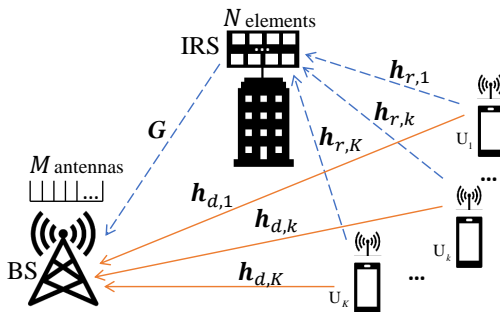 N elements
IRS
...
h_{r,1}
h_{r,k}
G
h_{r,K}
U_1
M antennas
...
...
h_{d,1}
h_{d,k}
U_k
BS
h_{d,K}
...
U_K